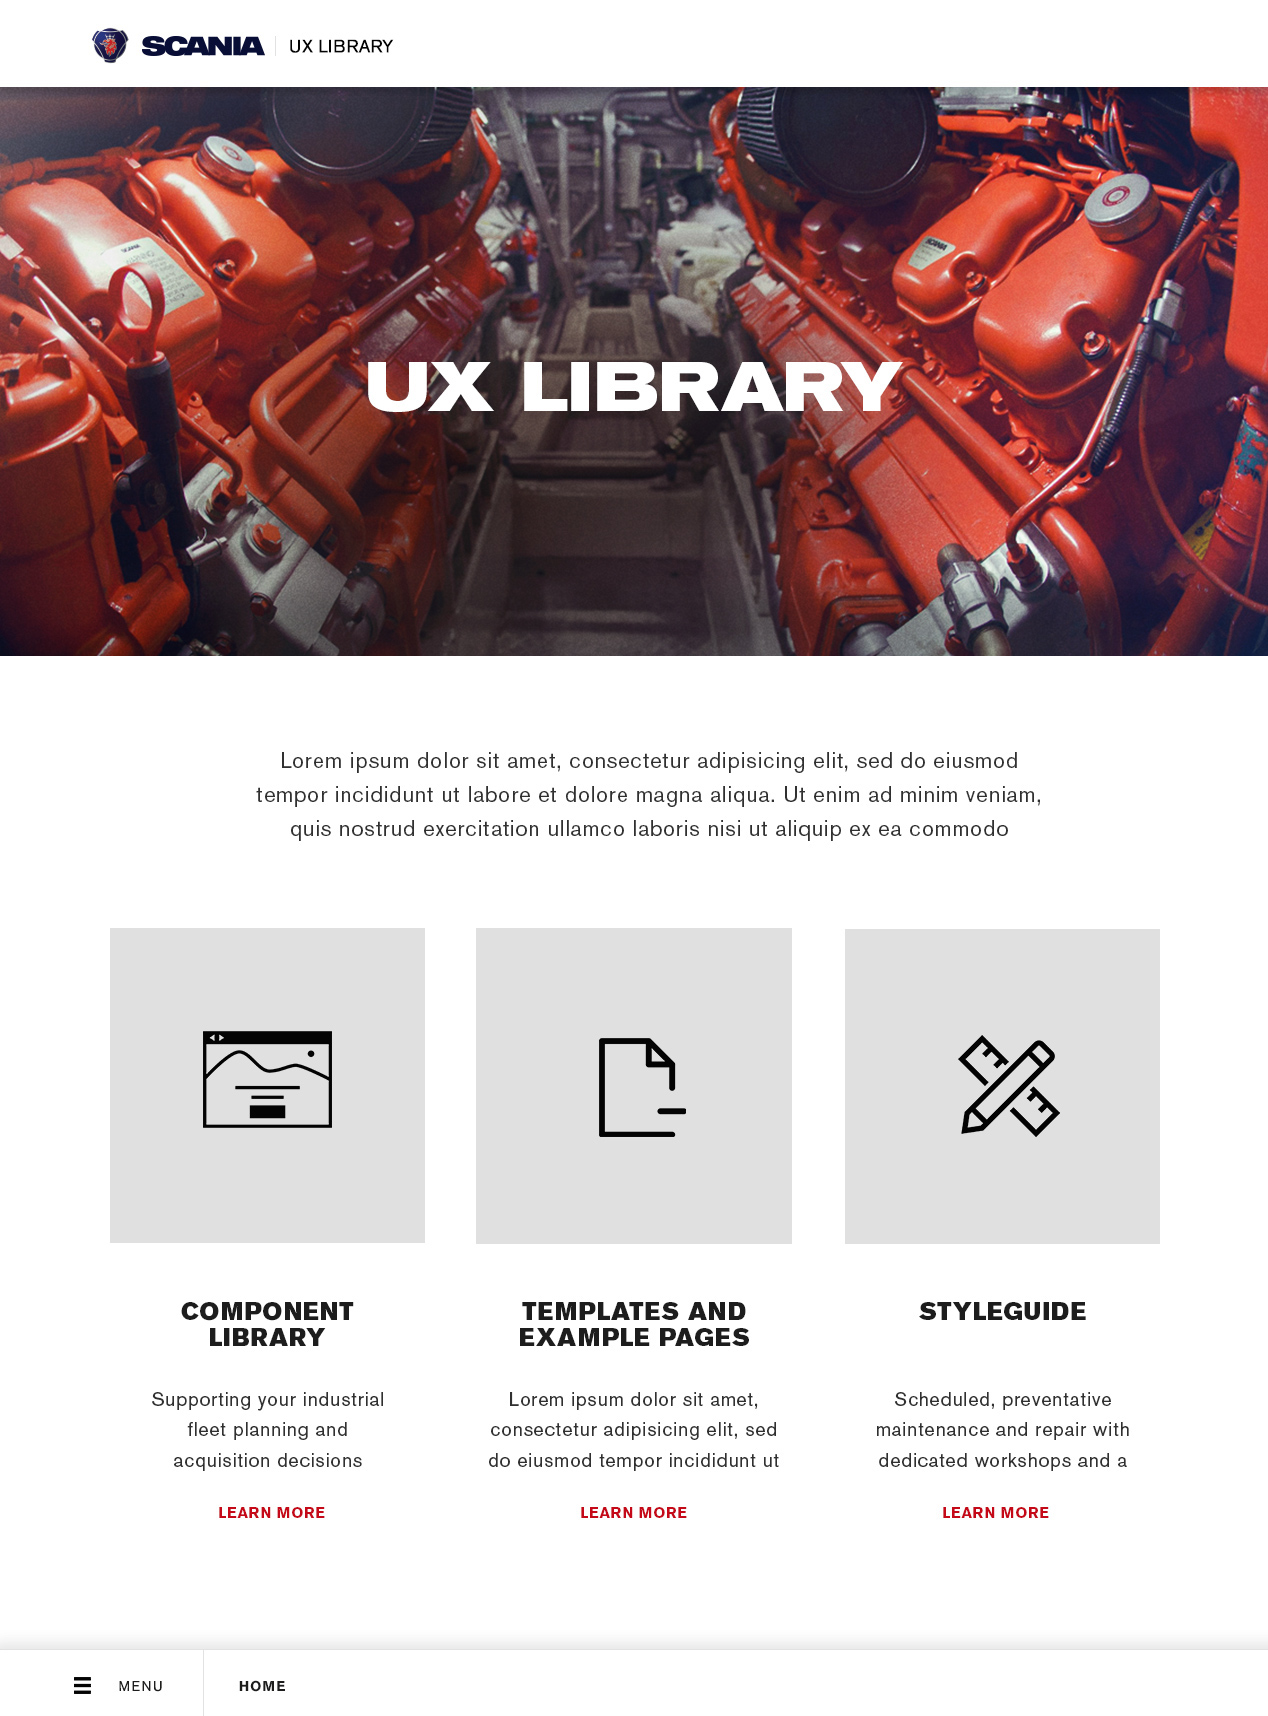 SCANIA UX LIBRARY
SCANIA
SCANIA
UX LIBRARY
Lorem ipsum dolor sit amet, consectetur adipisicing elit, sed do eiusmod
tempor incididunt ut labore et dolore magna aliqua. Ut enim ad minim veniam,
quis nostrud exercitation ullamco laboris nisi ut aliquip ex ea commodo
COMPONENT
LIBRARY
Supporting your industrial
fleet planning and
acquisition decisions
LEARN MORE
TEMPLATES AND
EXAMPLE PAGES
Lorem ipsum dolor sit amet,
consectetur adipisicing elit, sed
do eiusmod tempor incididunt ut
LEARN MORE
STYLEGUIDE
Scheduled, preventative
maintenance and repair with
dedicated workshops and a
LEARN MORE
MENU
HOME